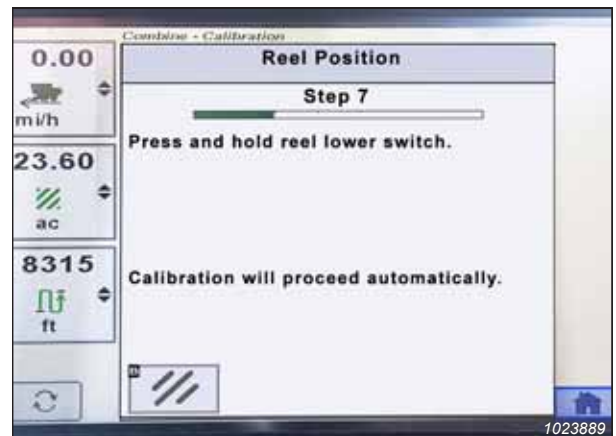 Combine - Calibration
0.00
mi/h
23.60
ac
8315
ft
Reel Position
Step 7
Press and hold reel lower switch.
Calibration will proceed automatically.
1023889